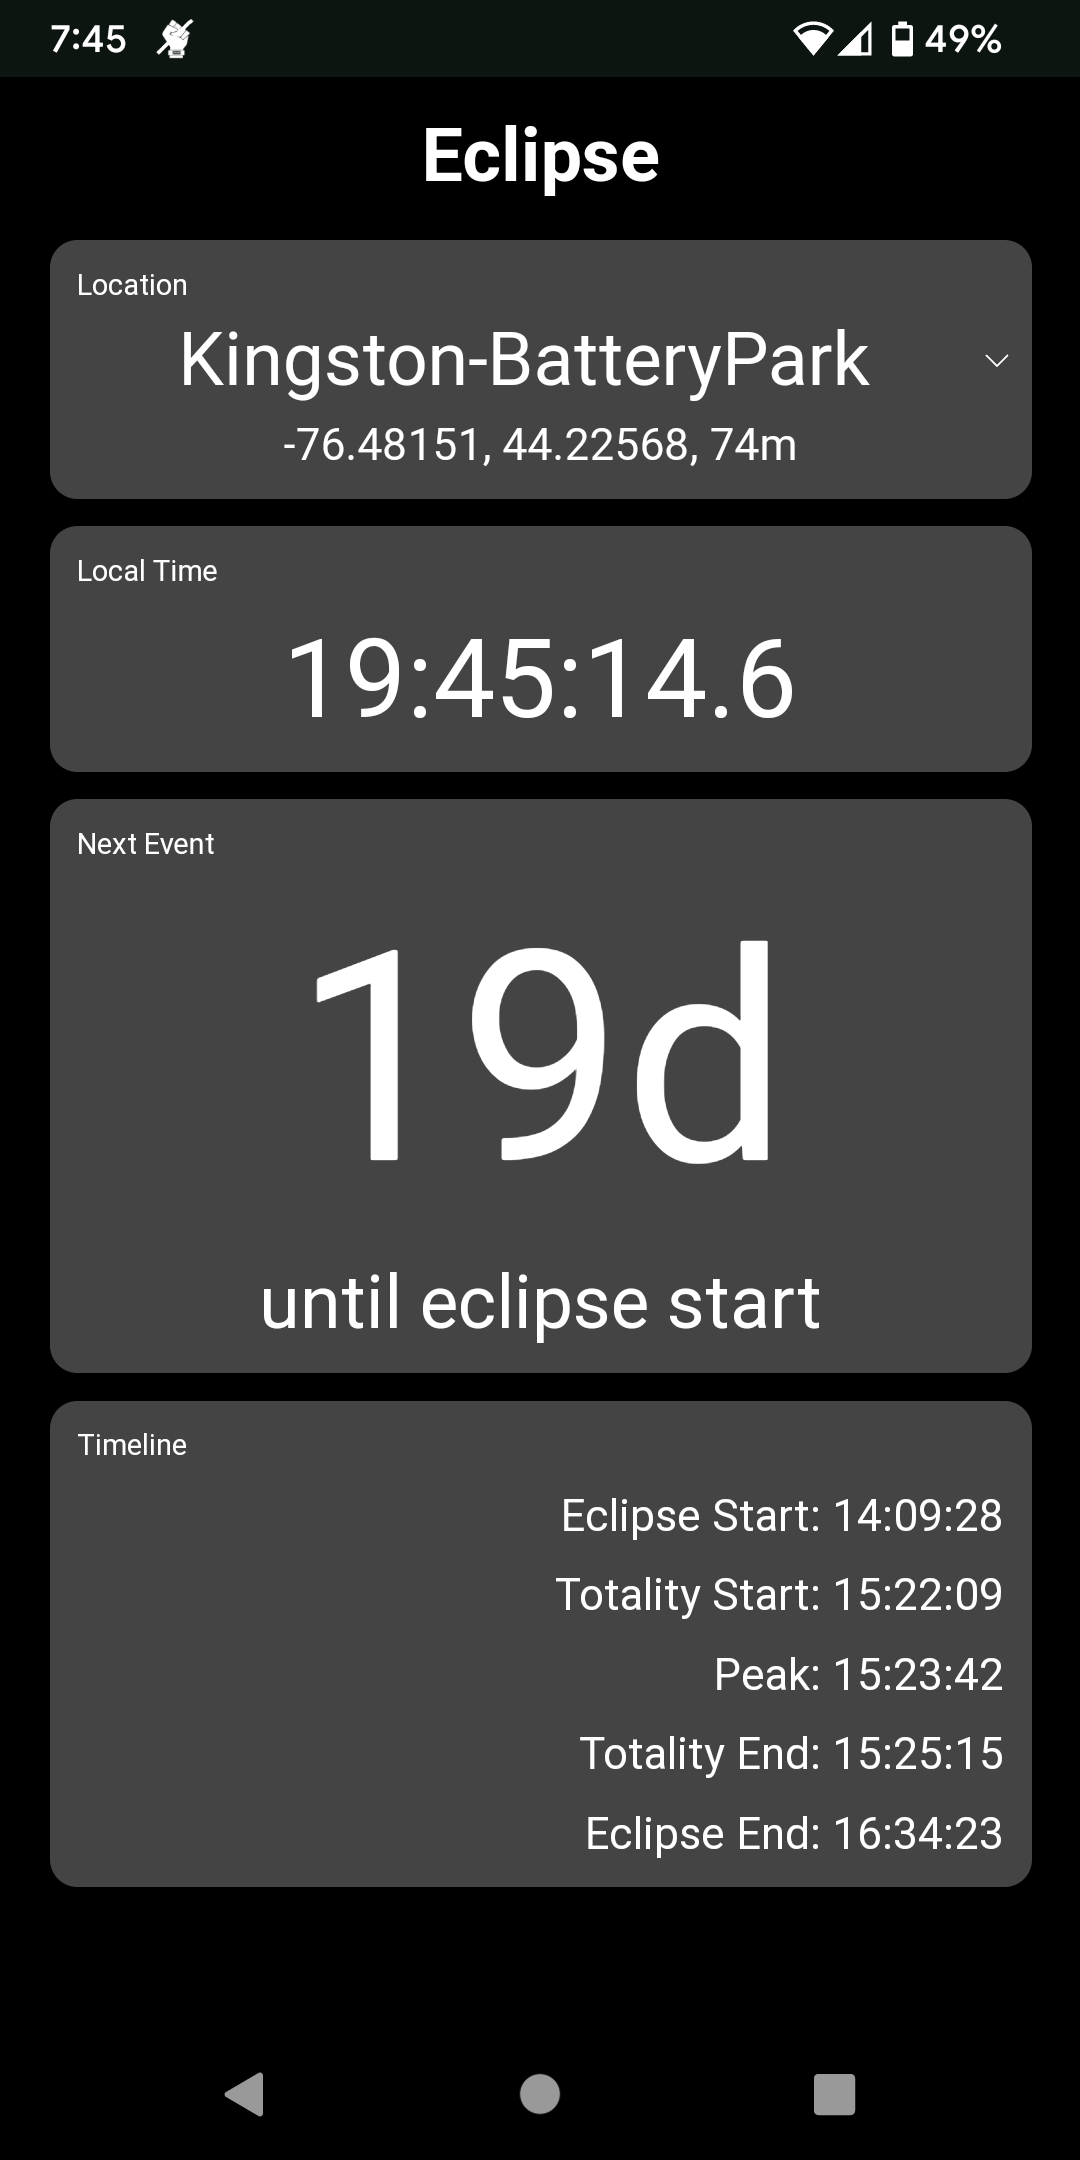 7:45 49%
Eclipse
Location
Kingston-BatteryPark
-76.48151, 44.22568, 74m
Local Time
19:45:14.6
Next Event
19d
until eclipse start
Timeline
Eclipse Start: 14:09:28
Totality Start: 15:22:09
Peak: 15:23:42
Totality End: 15:25:15
Eclipse End: 16:34:23